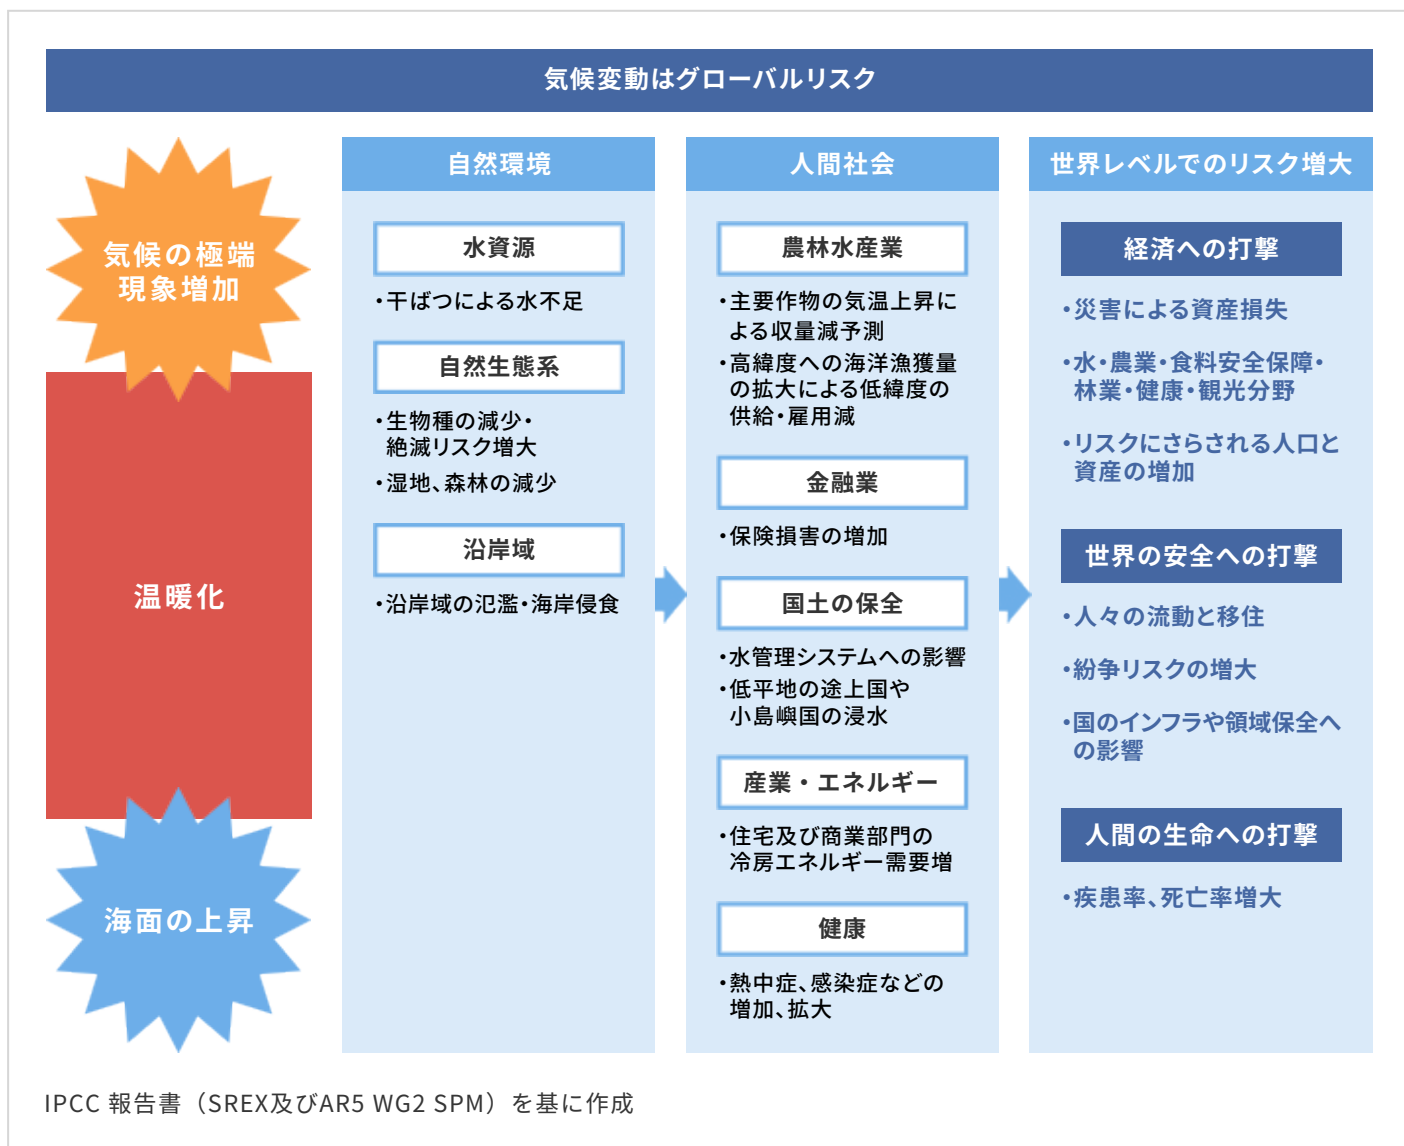 気候変動はグローバルリスク
気候の極端
現象増加
温暖化
海面の上昇
自然環境
水資源
・干ばつによる水不足
自然生態系
・生物種の減少・
絶滅リスク増大
・湿地、森林の減少
沿岸域
・沿岸域の氾濫・海岸侵食
人間社会
農林水産業
・主要作物の気温上昇に
よる収量減予測
・高緯度への海洋漁獲量
の拡大による低緯度の
供給・雇用減
金融業
・保険損害の増加
国土の保全
・水管理システムへの影響
・低平地の途上国や
小島嶼国の浸水
産業・エネルギー
・住宅及び商業部門の
冷房エネルギー需要増
健康
・熱中症、感染症などの
増加、拡大
世界レベルでのリスク増大
経済への打撃
・災害による資産損失
・水・農業・食料安全保障・
林業・健康・観光分野
・リスクにさらされる人口と
資産の増加
世界の安全への打撃
・人々の流動と移住
・紛争リスクの増大
・国のインフラや領域保全へ
の影響
人間の生命への打撃
・疾患率、死亡率増大
IPCC 報告書（SREX及びAR5 WG2 SPM）を基に作成